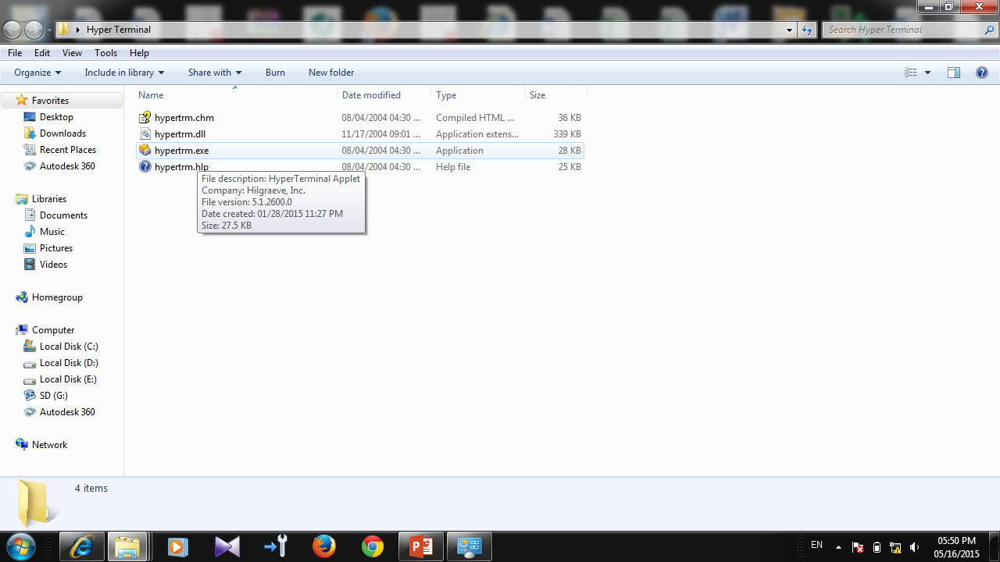 Hyper Terminal
Search Hyper Terminal
File Edit View Tools Help
Organize Include in library Share with Burn New folder
Favorites
Desktop
Downloads
Recent Places
Autodesk 360
Libraries
Documents
Music
Pictures
Videos
Homegroup
Computer
Local Disk (C:)
Local Disk (D:)
Local Disk (E:)
SD (G:)
Autodesk 360
Network
Name Date modified Type Size
hypertrm.chm 08/04/2004 04:30 ... Compiled HTML ... 36 KB
hypertrm.dll 11/17/2004 09:01 ... Application extens... 339 KB
hypertrm.exe 08/04/2004 04:30 ... Application 28 KB
hypertrm.hlp 08/04/2004 04:30 ... Help file 25 KB
File description: HyperTerminal Applet
Company: Hilgraeve, Inc.
File version: 5.1.2600.0
Date created: 01/28/2015 11:27 PM
Size: 27.5 KB
4 items
EN
05:50 PM
05/16/2015